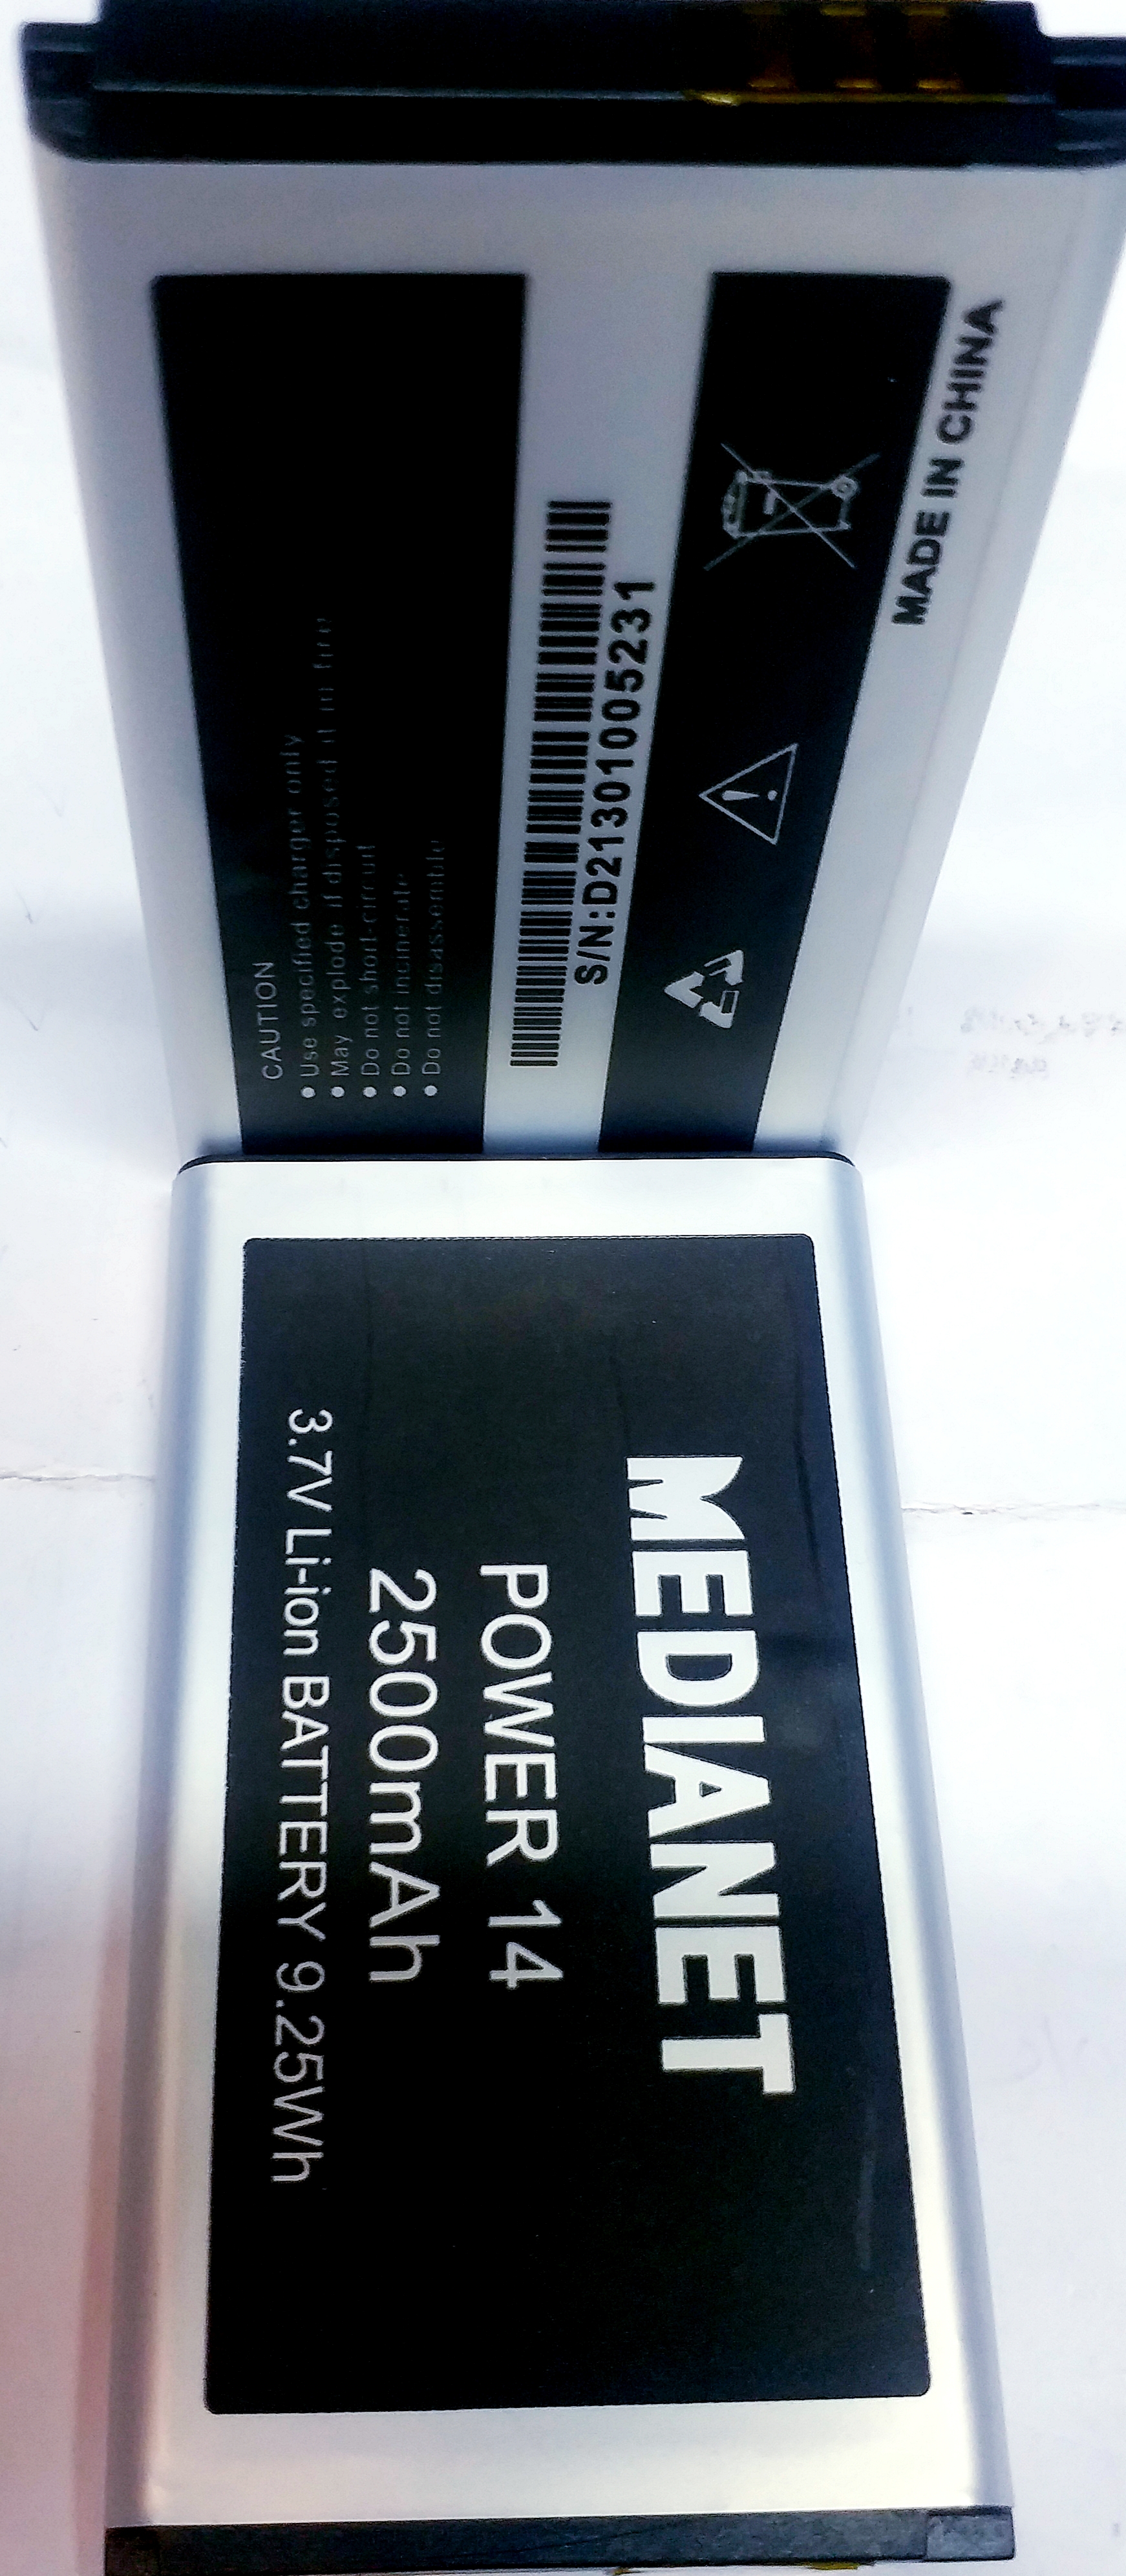 CAUTION
● Use specified charger only
● May explode if disposed it in fire
● Do not short-circuit
● Do not incinerate
● Do not disassemble
S/N:D21301005231
MADE IN CHINA
MEDIANET
POWER 14
2500mAh
3.7V Li-ion BATTERY 9.25Wh